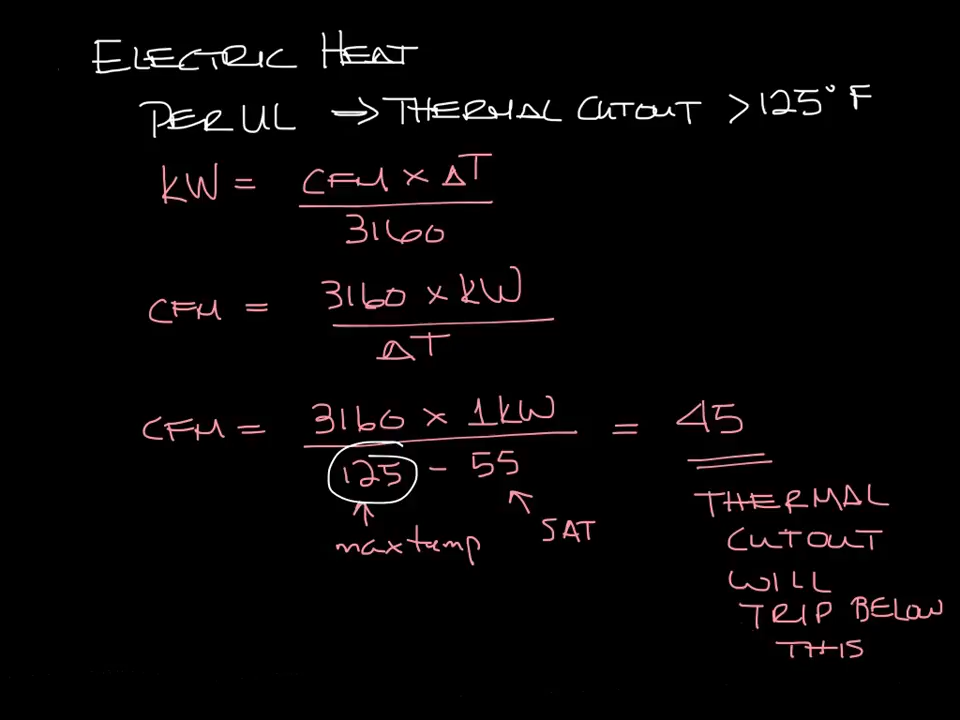 ELECTRIC HEAT
PER UL → THERMAL CUTOUT > 125° F
KW = CFM × ΔT
3160
CFM = 3160 × KW
ΔT
CFM = 3160 × 1KW = 45
125 - 55
max temp
SAT
THERMAL
CUTOUT
WILL
TRIP BELOW
THIS